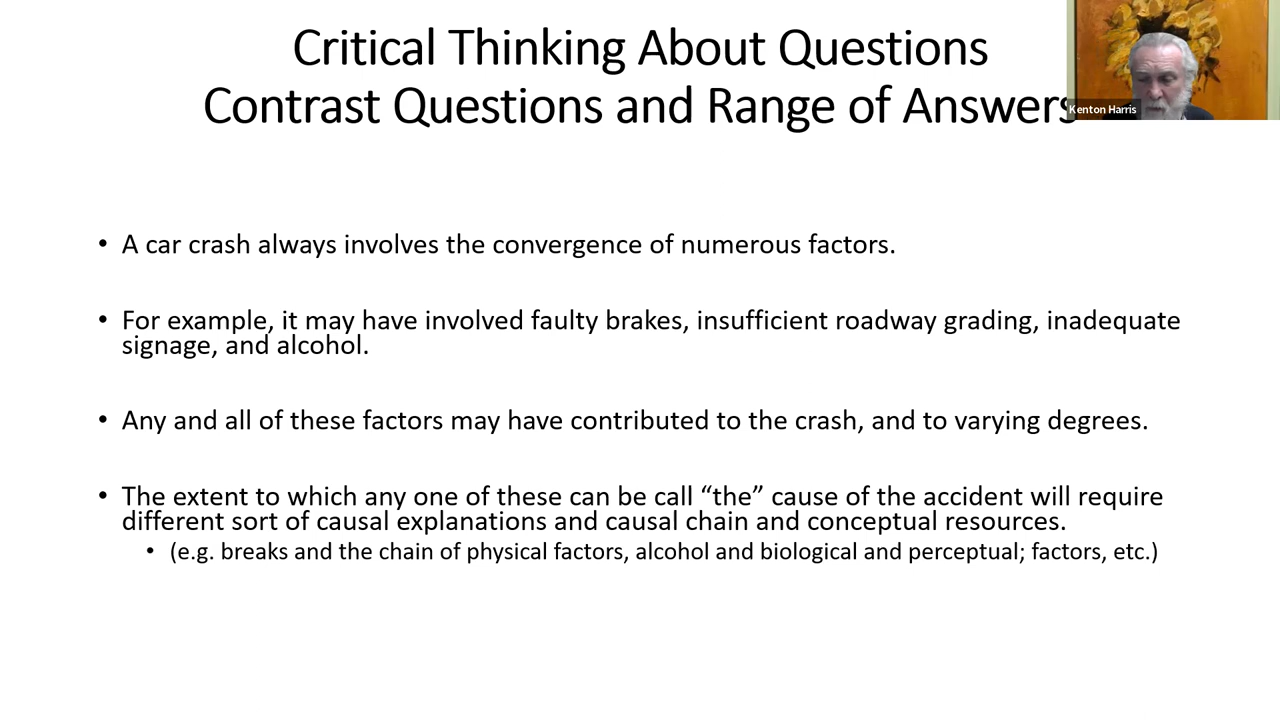 Critical Thinking About Questions
Contrast Questions and Range of Answers
Kenton Harris
• A car crash always involves the convergence of numerous factors.
• For example, it may have involved faulty brakes, insufficient roadway grading, inadequate
signage, and alcohol.
• Any and all of these factors may have contributed to the crash, and to varying degrees.
• The extent to which any one of these can be call “the” cause of the accident will require
different sort of causal explanations and causal chain and conceptual resources.
• (e.g. breaks and the chain of physical factors, alcohol and biological and perceptual; factors, etc.)